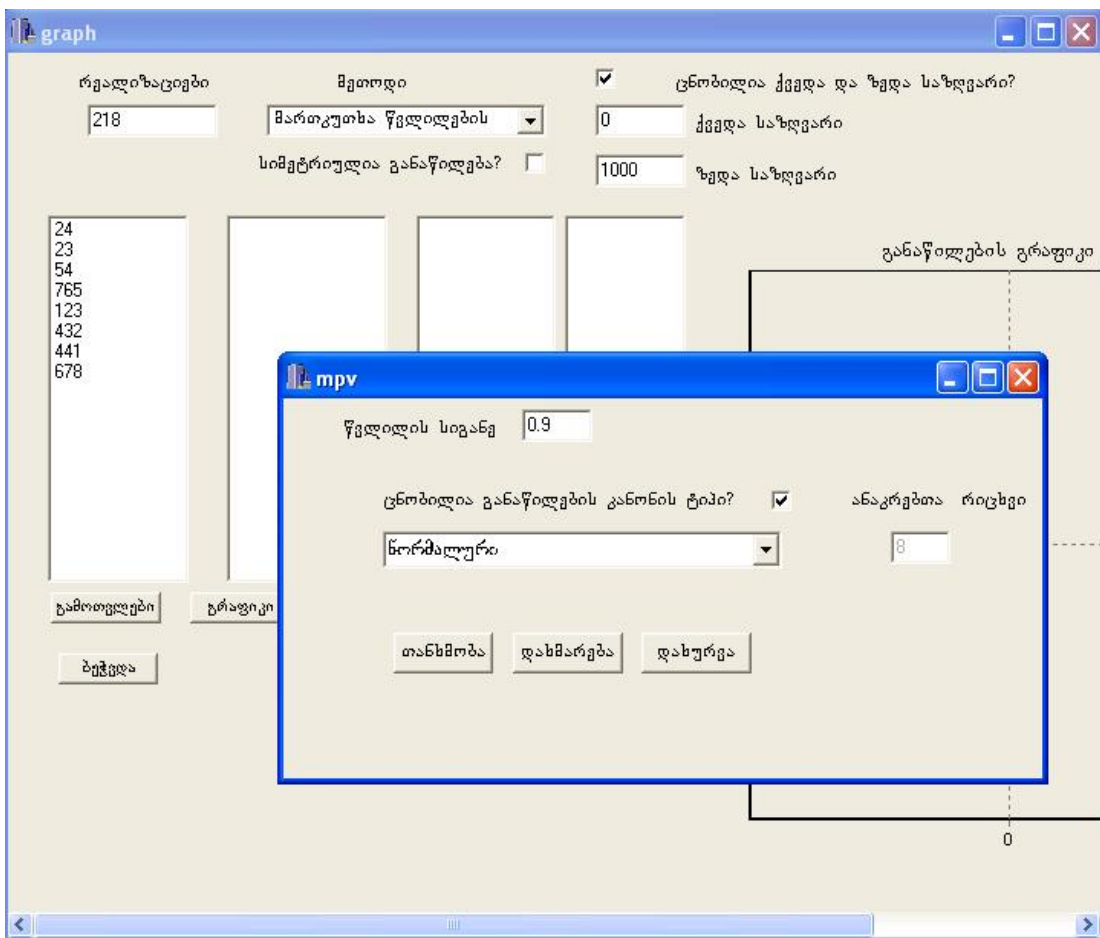 graph
რეალიზაციები
მეთოდი
ცნობილია ქვედა და ზედა საზღვარი?
218
მართკუთხა წვლილების
0
ქვედა საზღვარი
სიმეტრიულია განაწილება?
1000
ზედა საზღვარი
24
23
54
765
123
432
441
678
განაწილების გრაფიკი
mpv
წვლილის სიგანე
0.9
ცნობილია განაწილების კანონის ტიპი?
ანაკრებთა რიცხვი
ნორმალური
8
გამოთვლები
გრაფიკი
თანხმობა
დახმარება
დახურვა
ბეჭვდა
0